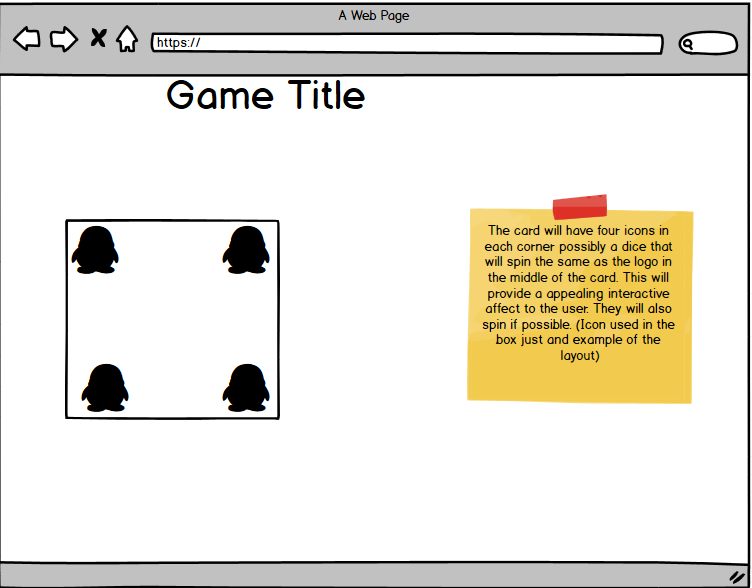 A Web Page
https://
Game Title
The card will have four icons in
each corner possibly a dice that
will spin the same as the logo in
the middle of the card. This will
provide a appealing interactive
affect to the user. They will also
spin if possible. (Icon used in the
box just and example of the
layout)